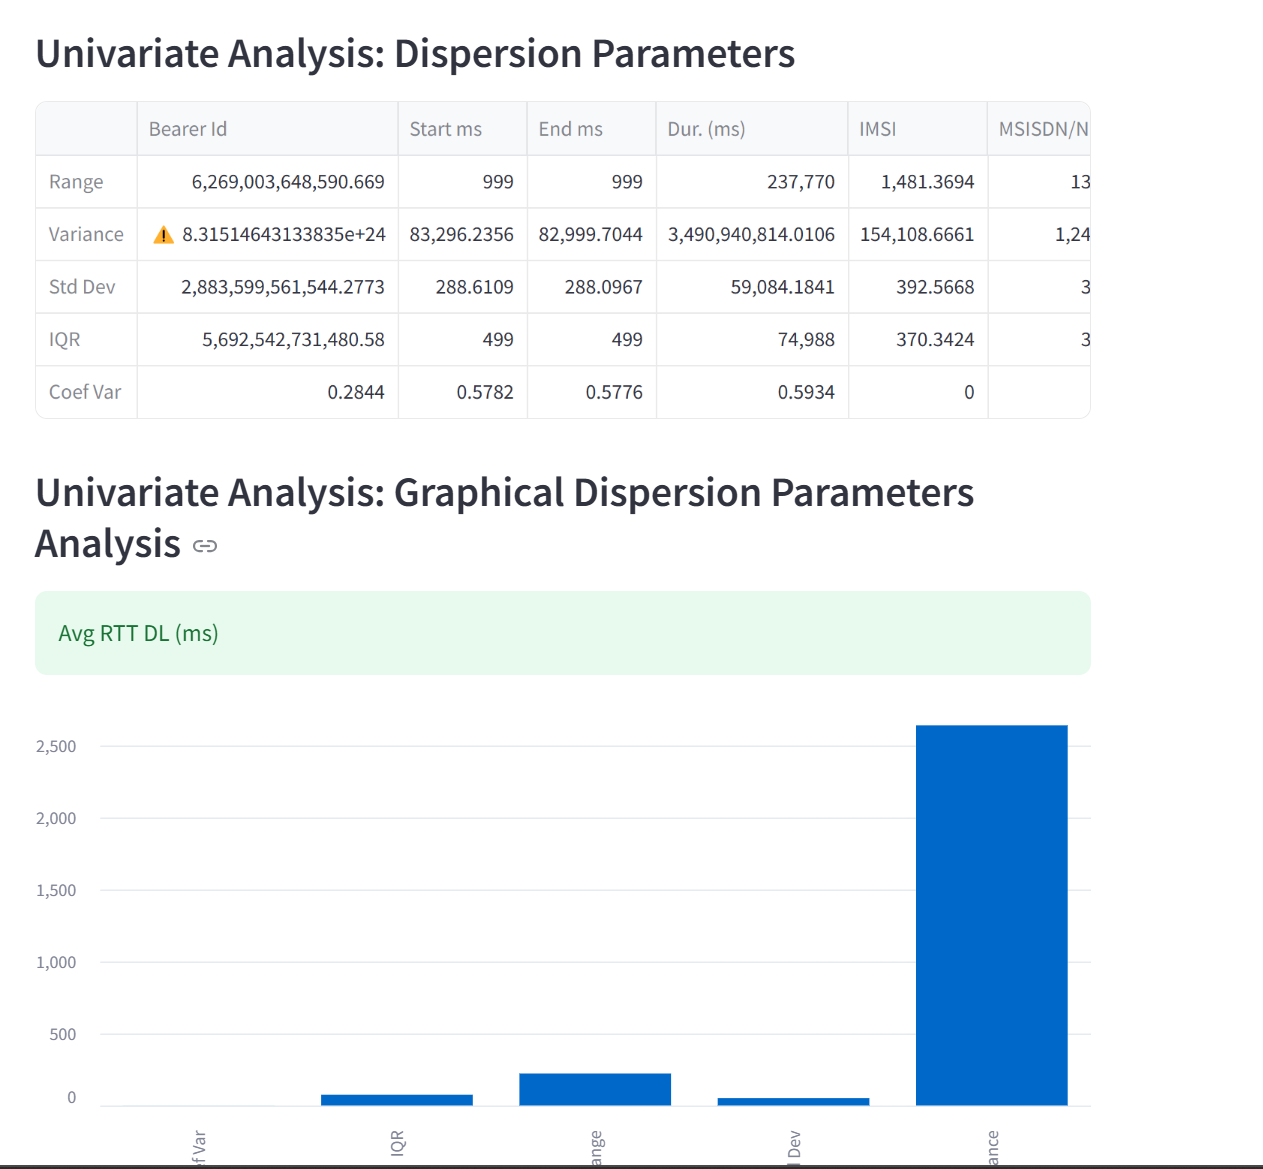 Univariate Analysis: Dispersion Parameters
Bearer Id Start ms End ms Dur. (ms) IMSI MSISDN/N
Range 6,269,003,648,590.669 999 999 237,770 1,481.3694 13
Variance ⚠️ 8.31514643133835e+24 83,296.2356 82,999.7044 3,490,940,814.0106 154,108.6661 1,24
Std Dev 2,883,599,561,544.2773 288.6109 288.0967 59,084.1841 392.5668 3
IQR 5,692,542,731,480.58 499 499 74,988 370.3424 3
Coef Var 0.2844 0.5782 0.5776 0.5934 0
Univariate Analysis: Graphical Dispersion Parameters
Analysis
Avg RTT DL (ms)
2,500
2,000
1,500
1,000
500
0
f Var IQR ange l Dev ance